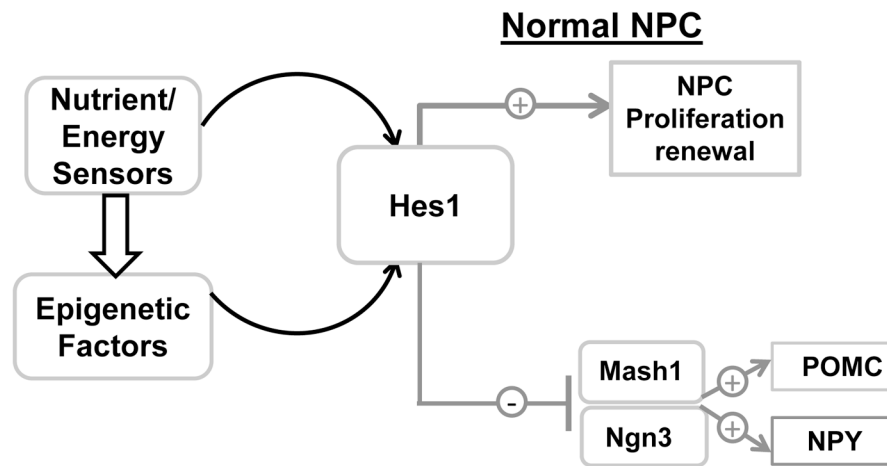 Normal NPC
Nutrient/
Energy
Sensors
NPC
Proliferation
renewal
+
Hes1
Epigenetic
Factors
Mash1
+
POMC
-
Ngn3
+
NPY